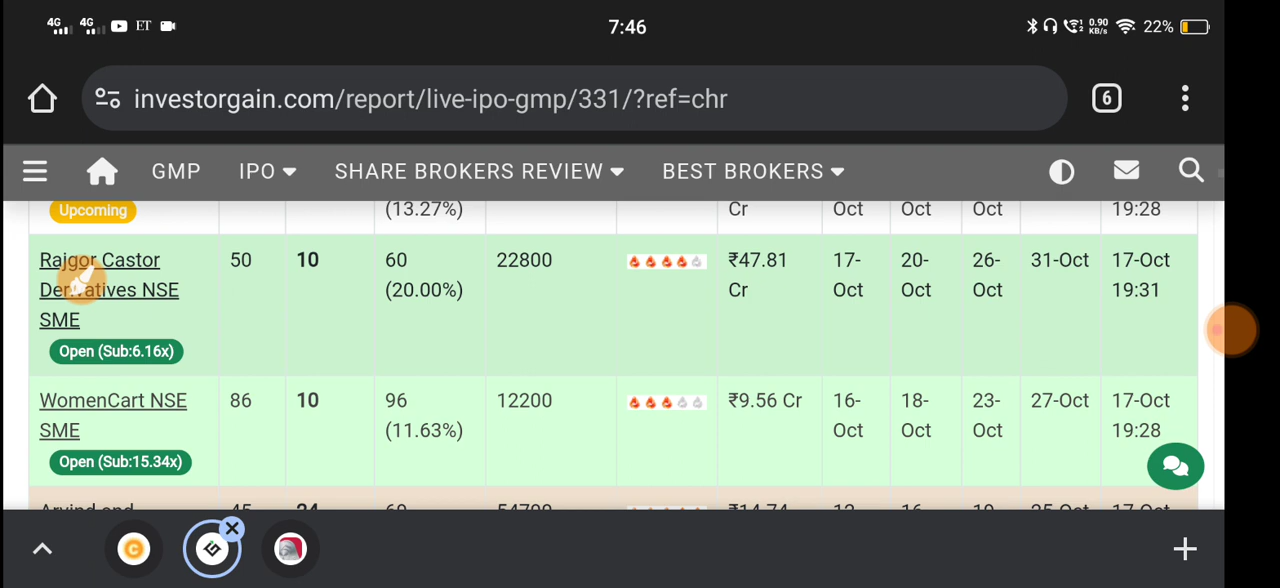 4G 4G ET 7:46 0.90 KB/s 22%
investorgain.com/report/live-ipo-gmp/331/?ref=chr 6
GMP IPO SHARE BROKERS REVIEW BEST BROKERS
Upcoming (13.27%) Cr Oct Oct Oct 19:28
Rajgor Castor 50 10 60 22800 ₹47.81 17- 20- 26- 31-Oct 17-Oct
Derivatives NSE (20.00%) Cr Oct Oct Oct 19:31
SME
Open (Sub:6.16x)
WomenCart NSE 86 10 96 12200 ₹9.56 Cr 16- 18- 23- 27-Oct 17-Oct
SME (11.63%) Oct Oct Oct 19:28
Open (Sub:15.34x)